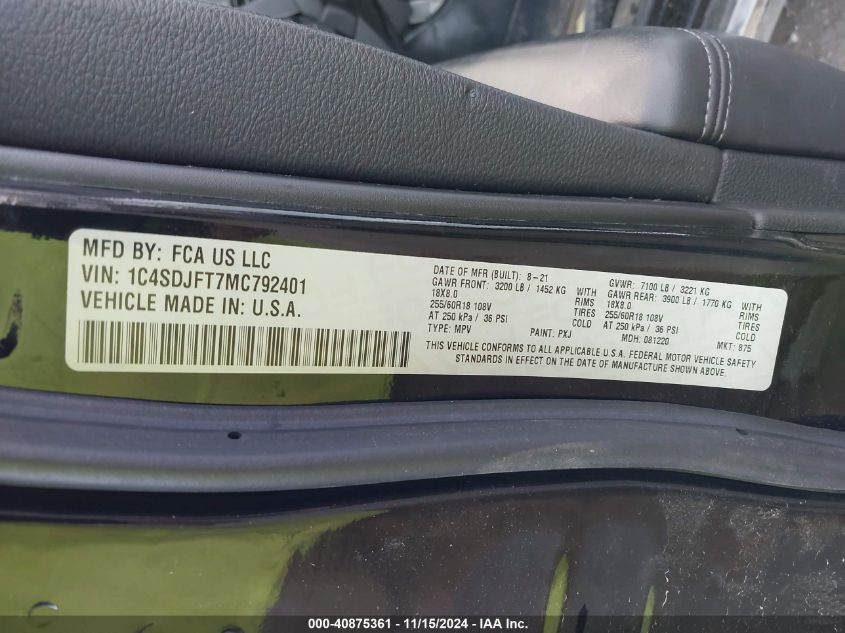 MFD BY: FCA US LLC
VIN: 1C4SDJFT7MC792401
VEHICLE MADE IN: U.S.A.
DATE OF MFR (BUILT): 8-21
GAWR FRONT: 3200 LB / 1452 KG WITH
18X8.0 RIMS
255/60R18 108V TIRES
AT 250 kPa / 36 PSI COLD
TYPE: MPV PAINT: PXJ
GVWR: 7100 LB / 3221 KG
GAWR REAR: 3900 LB / 1770 KG WITH
18X8.0 RIMS
255/60R18 108V TIRES
AT 250 kPa / 36 PSI COLD
MDH: 081220 MKT: 875
THIS VEHICLE CONFORMS TO ALL APPLICABLE U.S.A. FEDERAL MOTOR VEHICLE SAFETY
STANDARDS IN EFFECT ON THE DATE OF MANUFACTURE SHOWN ABOVE.
000-40875361 - 11/15/2024 - IAA Inc.